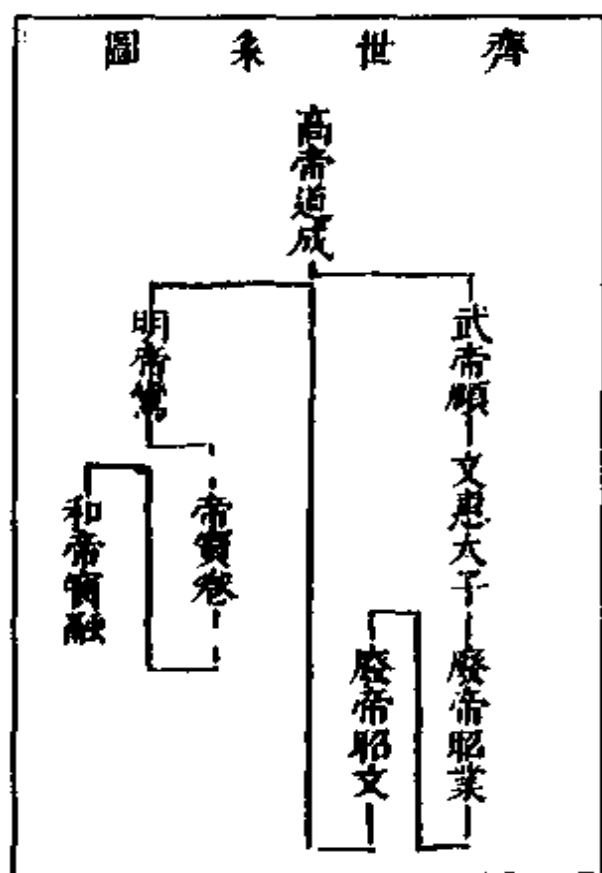 齊世系圖
高帝道成
武帝
文惠太子
廢帝昭業
廢帝昭文
明帝鸞
帝寶卷
和帝寶融